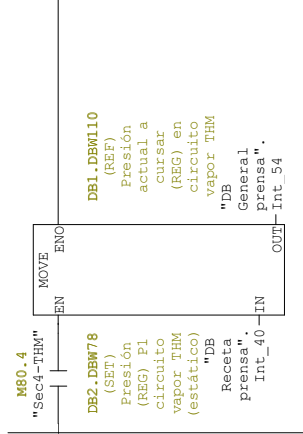 M80.4
"Sec4-THM"
MOVE
EN
ENO
DB2.DBW78
(SET)
Presión
(REG) P1
circuito
vapor THM
(estático)
"DB
Receta
prensa".
Int_40
IN
DB1.DBW110
(REF)
Presión
actual a
cursar
(REG) en
circuito
vapor THM
"DB
General
prensa".
Int_54
OUT